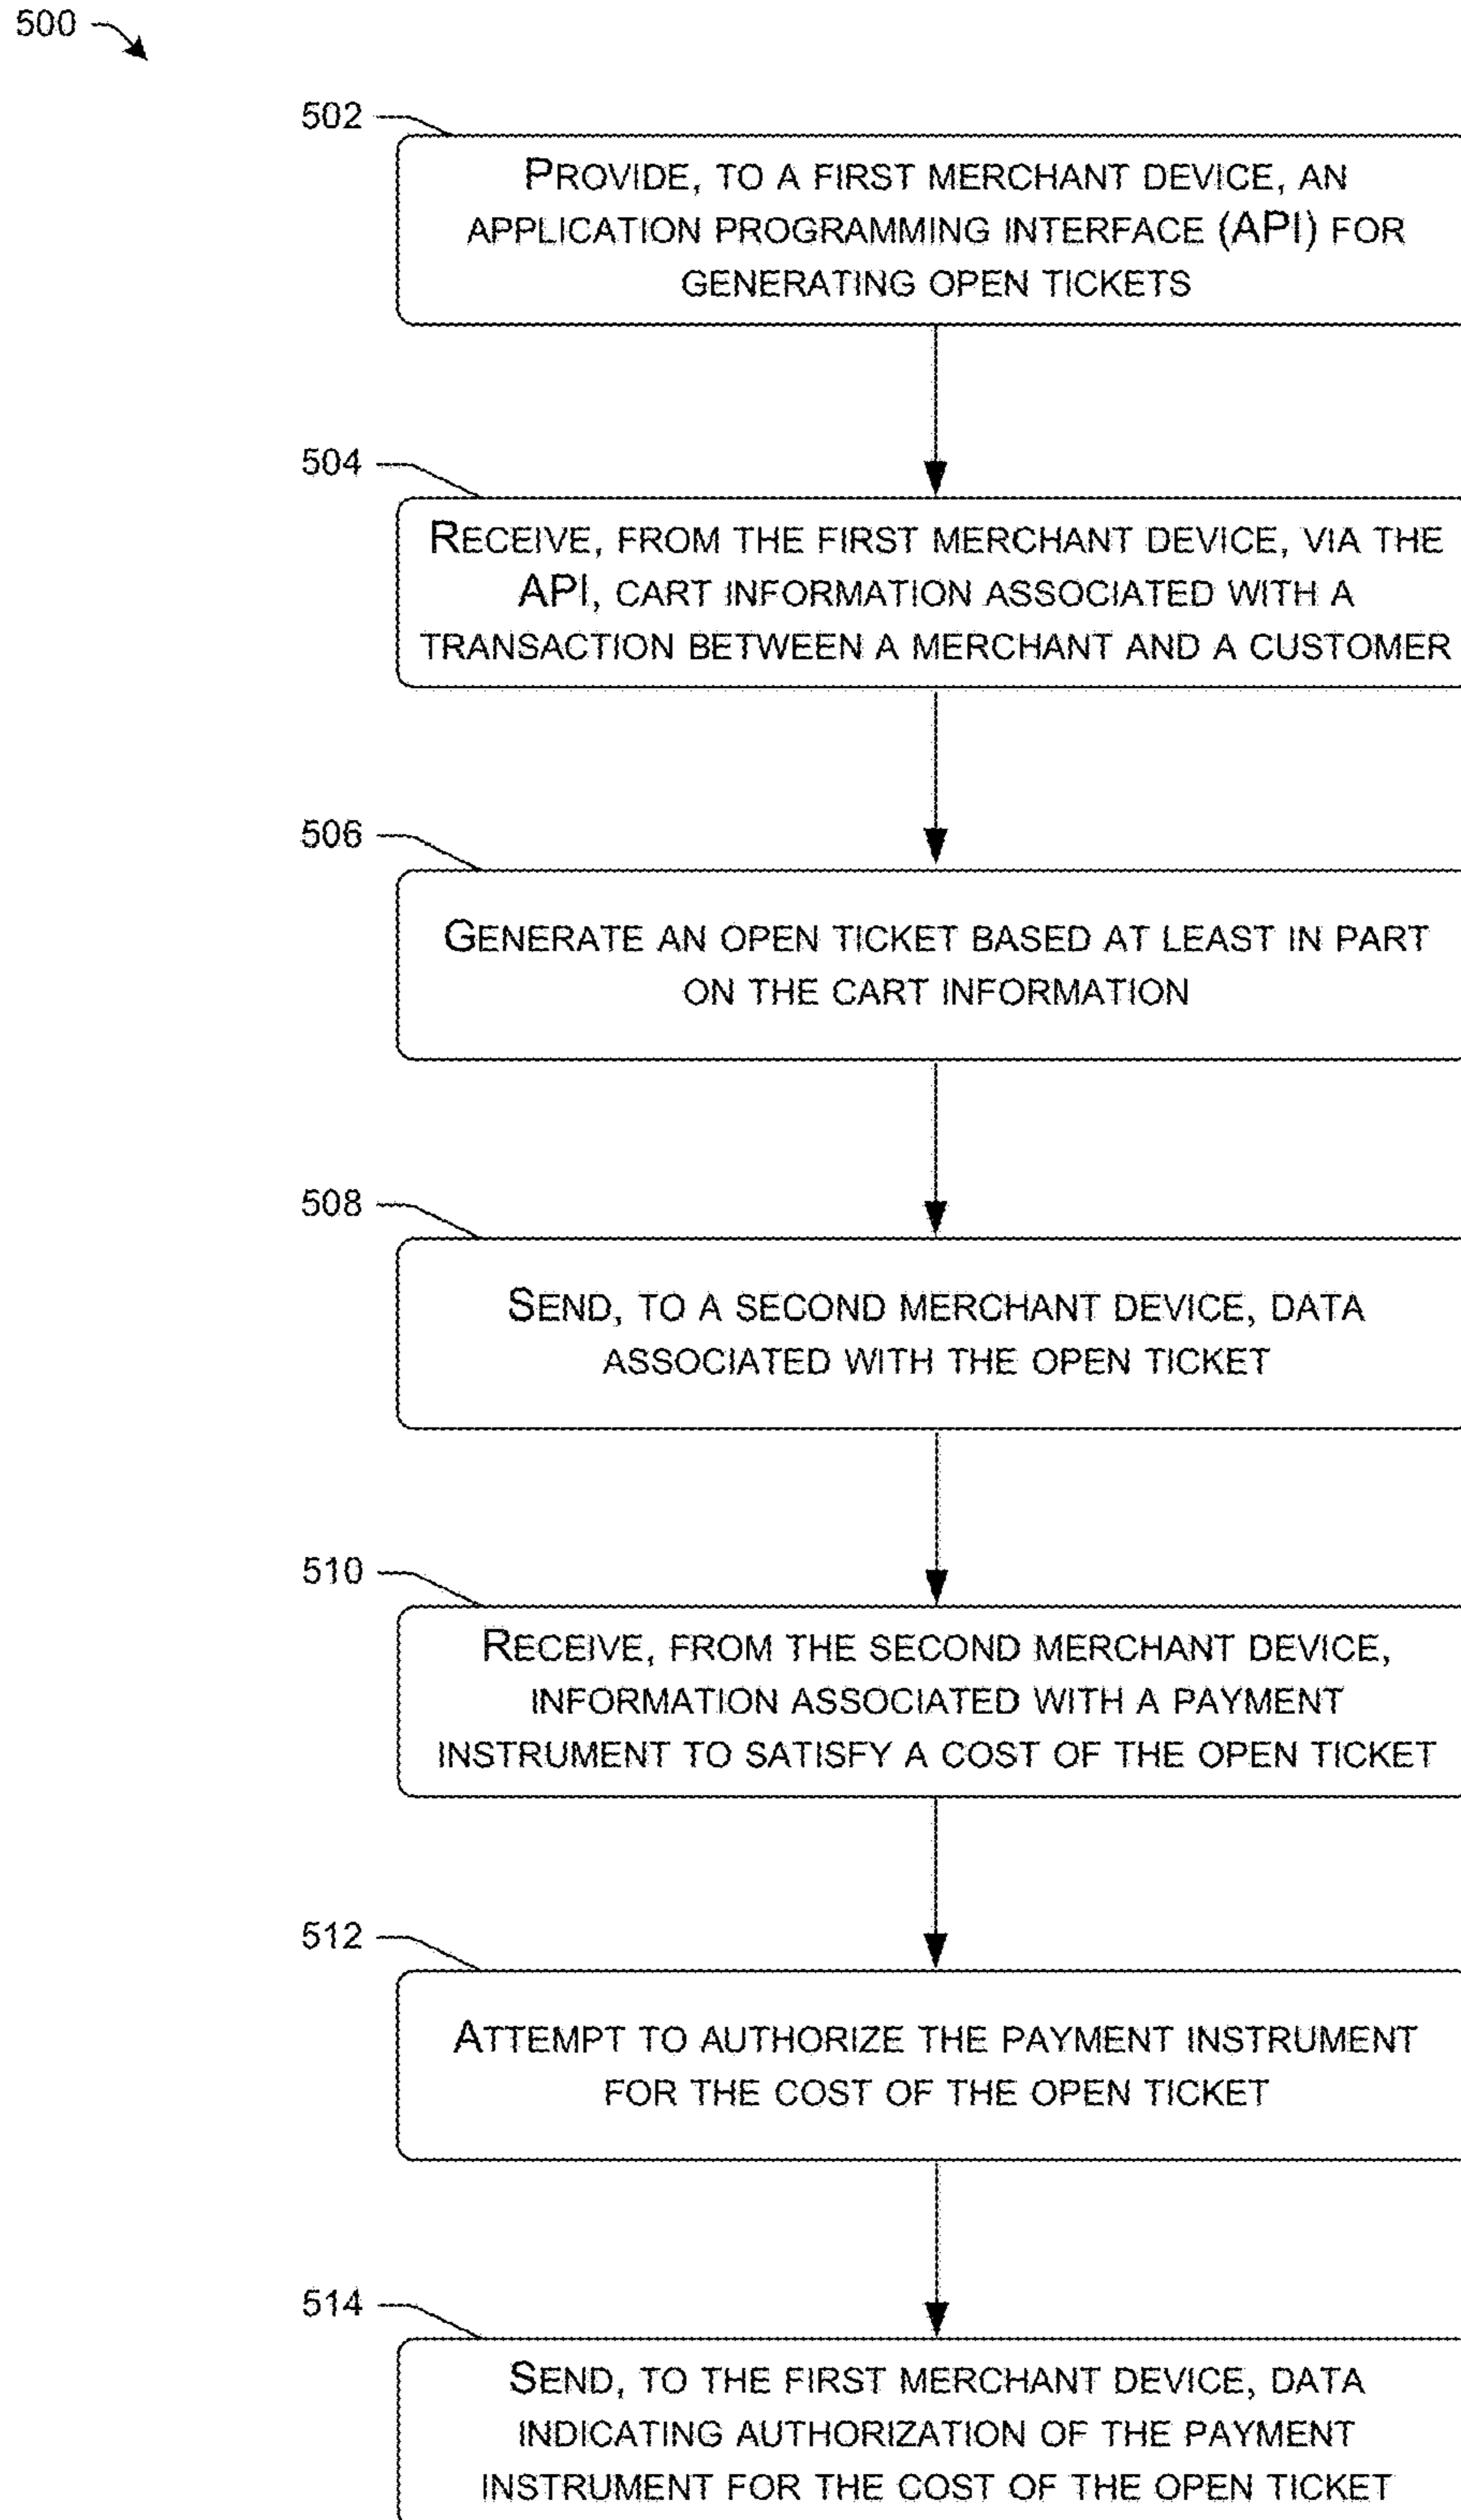 500
502
PROVIDE, TO A FIRST MERCHANT DEVICE, AN
APPLICATION PROGRAMMING INTERFACE (API) FOR
GENERATING OPEN TICKETS
504
RECEIVE, FROM THE FIRST MERCHANT DEVICE, VIA THE
API, CART INFORMATION ASSOCIATED WITH A
TRANSACTION BETWEEN A MERCHANT AND A CUSTOMER
506
GENERATE AN OPEN TICKET BASED AT LEAST IN PART
ON THE CART INFORMATION
508
SEND, TO A SECOND MERCHANT DEVICE, DATA
ASSOCIATED WITH THE OPEN TICKET
510
RECEIVE, FROM THE SECOND MERCHANT DEVICE,
INFORMATION ASSOCIATED WITH A PAYMENT
INSTRUMENT TO SATISFY A COST OF THE OPEN TICKET
512
ATTEMPT TO AUTHORIZE THE PAYMENT INSTRUMENT
FOR THE COST OF THE OPEN TICKET
514
SEND, TO THE FIRST MERCHANT DEVICE, DATA
INDICATING AUTHORIZATION OF THE PAYMENT
INSTRUMENT FOR THE COST OF THE OPEN TICKET